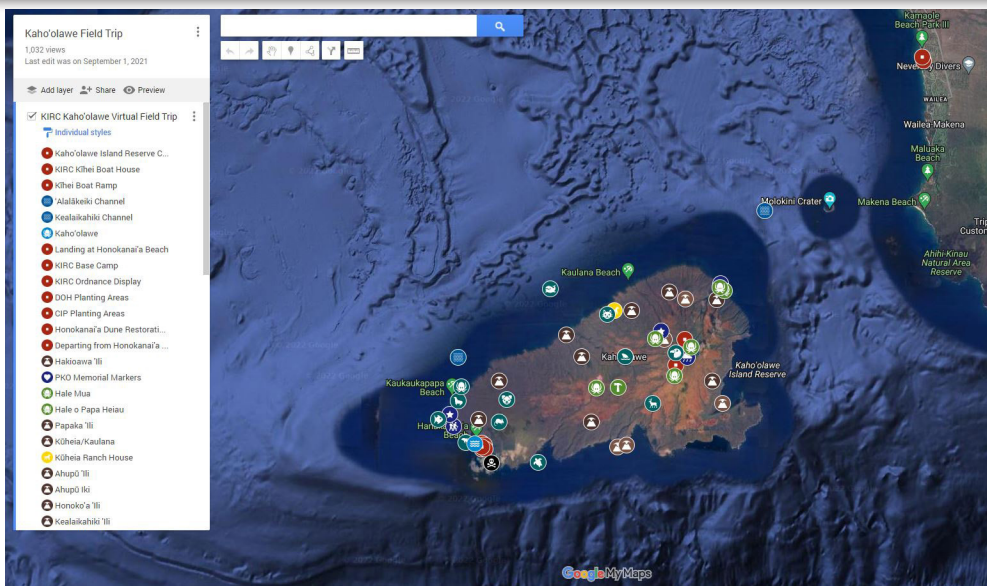 Kaho'olawe Field Trip
1,032 views
Last edit was on September 1, 2021
Add layer
Share
Preview
KIRC Kaho'olawe Virtual Field Trip
Individual styles
Kaho'olawe Island Reserve C...
KIRC Kīhei Boat House
Kīhei Boat Ramp
'Alalākeiki Channel
Kealaikahiki Channel
Kaho'olawe
Landing at Honokanai'a Beach
KIRC Base Camp
KIRC Ordnance Display
DOH Planting Areas
CIP Planting Areas
Honokanai'a Dune Restorati...
Departing from Honokanai'a ...
Hakioawa 'Ili
PKO Memorial Markers
Hale Mua
Hale o Papa Heiau
Papaka 'Ili
Kūheia/Kaulana
Kūheia Ranch House
Ahupū 'Ili
Ahupū Iki
Honoko'a 'Ili
Kealaikahiki 'Ili
Kamaole
Beach Park III
Divers
WAILEA
Wailea-Makena
Maluaka
Beach
Molokini Crater
Makena Beach
Ahihi-Kinau
Natural Area
Reserve
Kaulana Beach
Kaho'olawe
Island Reserve
Kaukaukapapa
Beach
Google My Maps